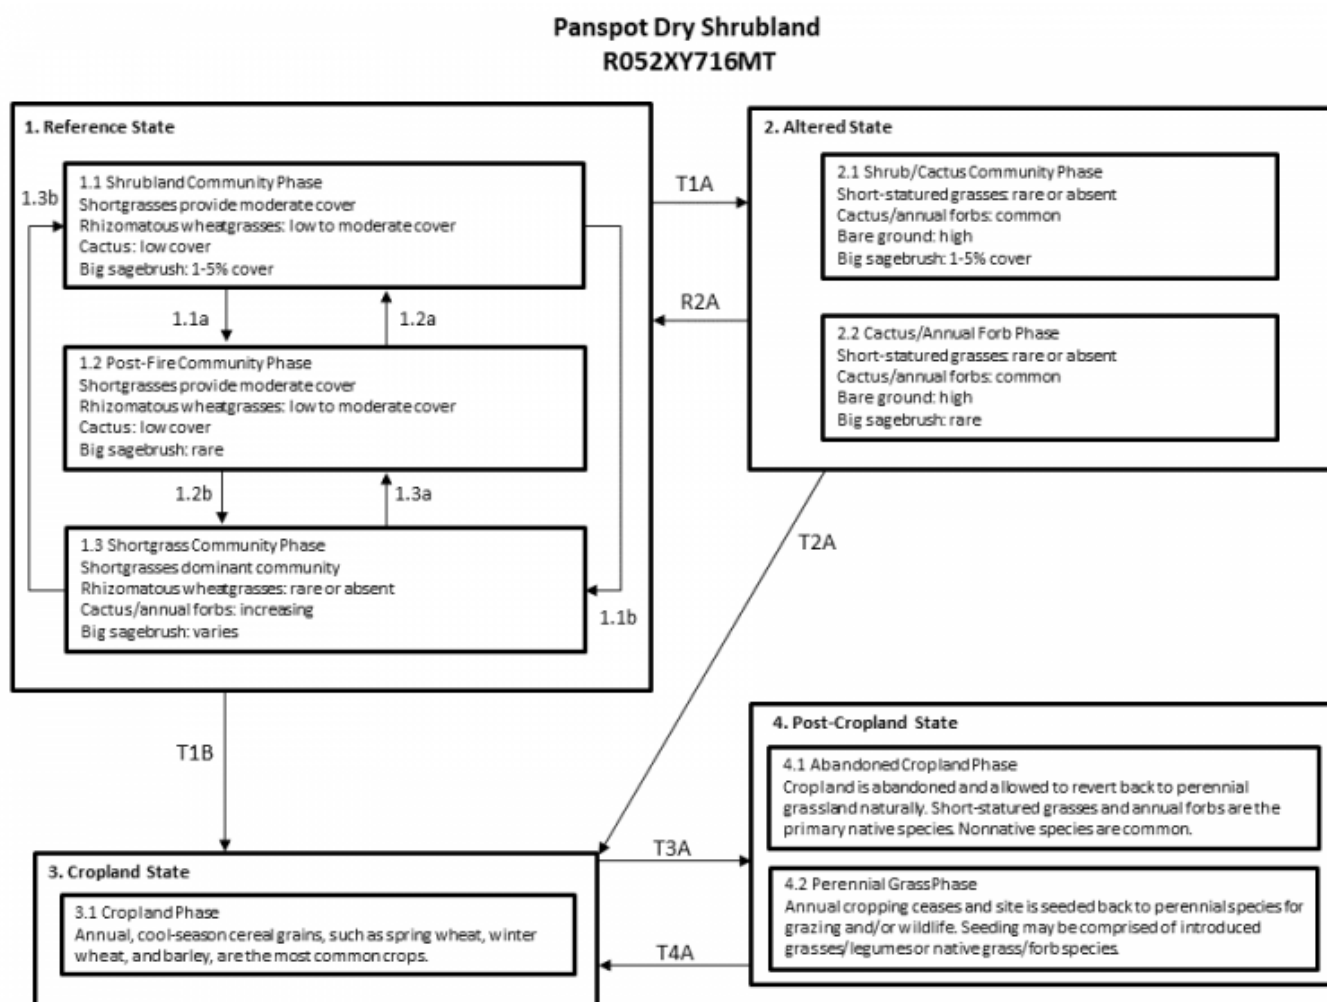 Panspot Dry Shrubland
R052XY716MT
1. Reference State
1.3b
1.1 Shrubland Community Phase
Shortgrasses provide moderate cover
Rhizomatous wheatgrasses: low to moderate cover
Cactus: low cover
Big sagebrush: 1-5% cover
1.1a
1.2a
1.2 Post-Fire Community Phase
Shortgrasses provide moderate cover
Rhizomatous wheatgrasses: low to moderate cover
Cactus: low cover
Big sagebrush: rare
1.2b
1.3a
1.3 Shortgrass Community Phase
Shortgrasses dominant community
Rhizomatous wheatgrasses: rare or absent
Cactus/annual forbs: increasing
Big sagebrush: varies
1.1b
T1A
R2A
2. Altered State
2.1 Shrub/Cactus Community Phase
Short-statured grasses: rare or absent
Cactus/annual forbs: common
Bare ground: high
Big sagebrush: 1-5% cover
2.2 Cactus/Annual Forb Phase
Short-statured grasses: rare or absent
Cactus/annual forbs: common
Bare ground: high
Big sagebrush: rare
T2A
T1B
3. Cropland State
3.1 Cropland Phase
Annual, cool-season cereal grains, such as spring wheat, winter
wheat, and barley, are the most common crops.
T3A
T4A
4. Post-Cropland State
4.1 Abandoned Cropland Phase
Cropland is abandoned and allowed to revert back to perennial
grassland naturally. Short-statured grasses and annual forbs are the
primary native species. Nonnative species are common.
4.2 Perennial Grass Phase
Annual cropping ceases and site is seeded back to perennial species for
grazing and/or wildlife. Seeding may be comprised of introduced
grasses/legumes or native grass/forb species.